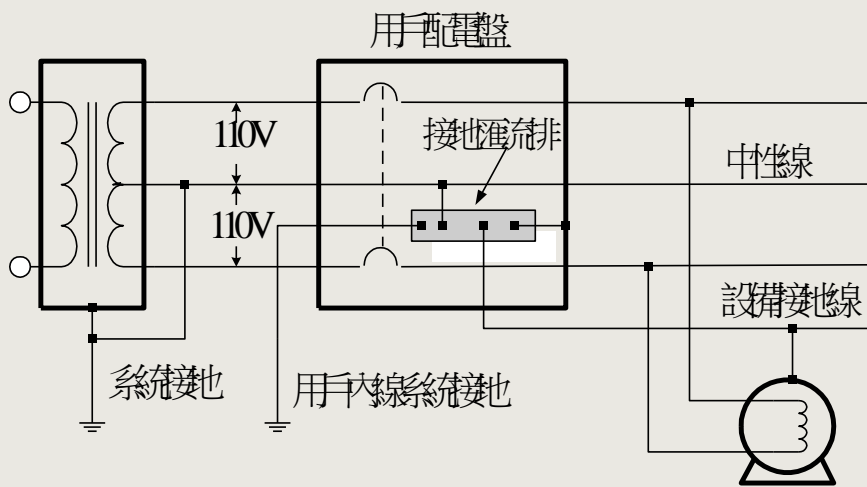 用戶配電盤
110V
接地匯流排
中性線
110V
設備接地線
系統接地
用戶內線系統接地